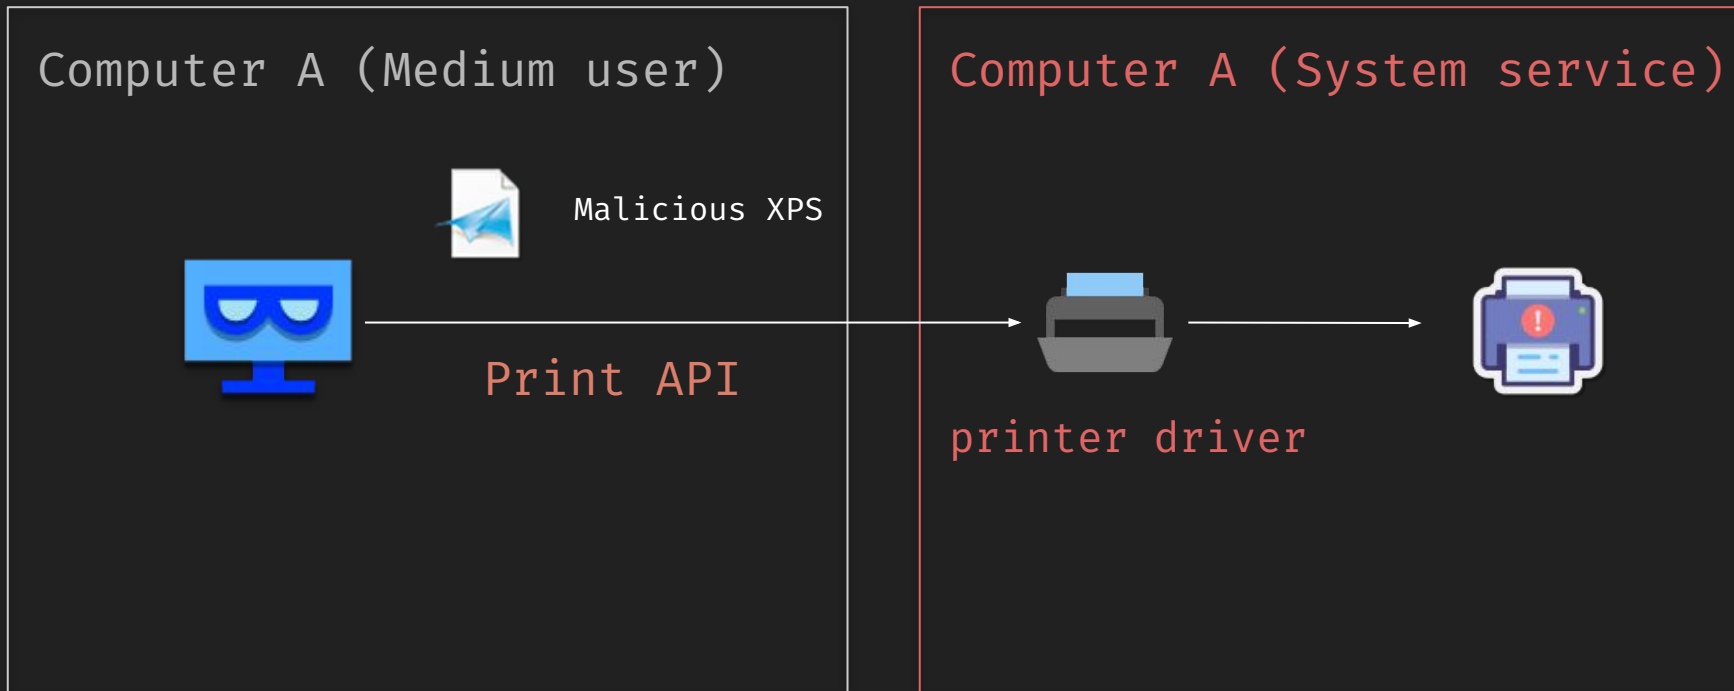 Computer A (Medium user)
Computer A (System service)
Malicious XPS
Print API
printer driver